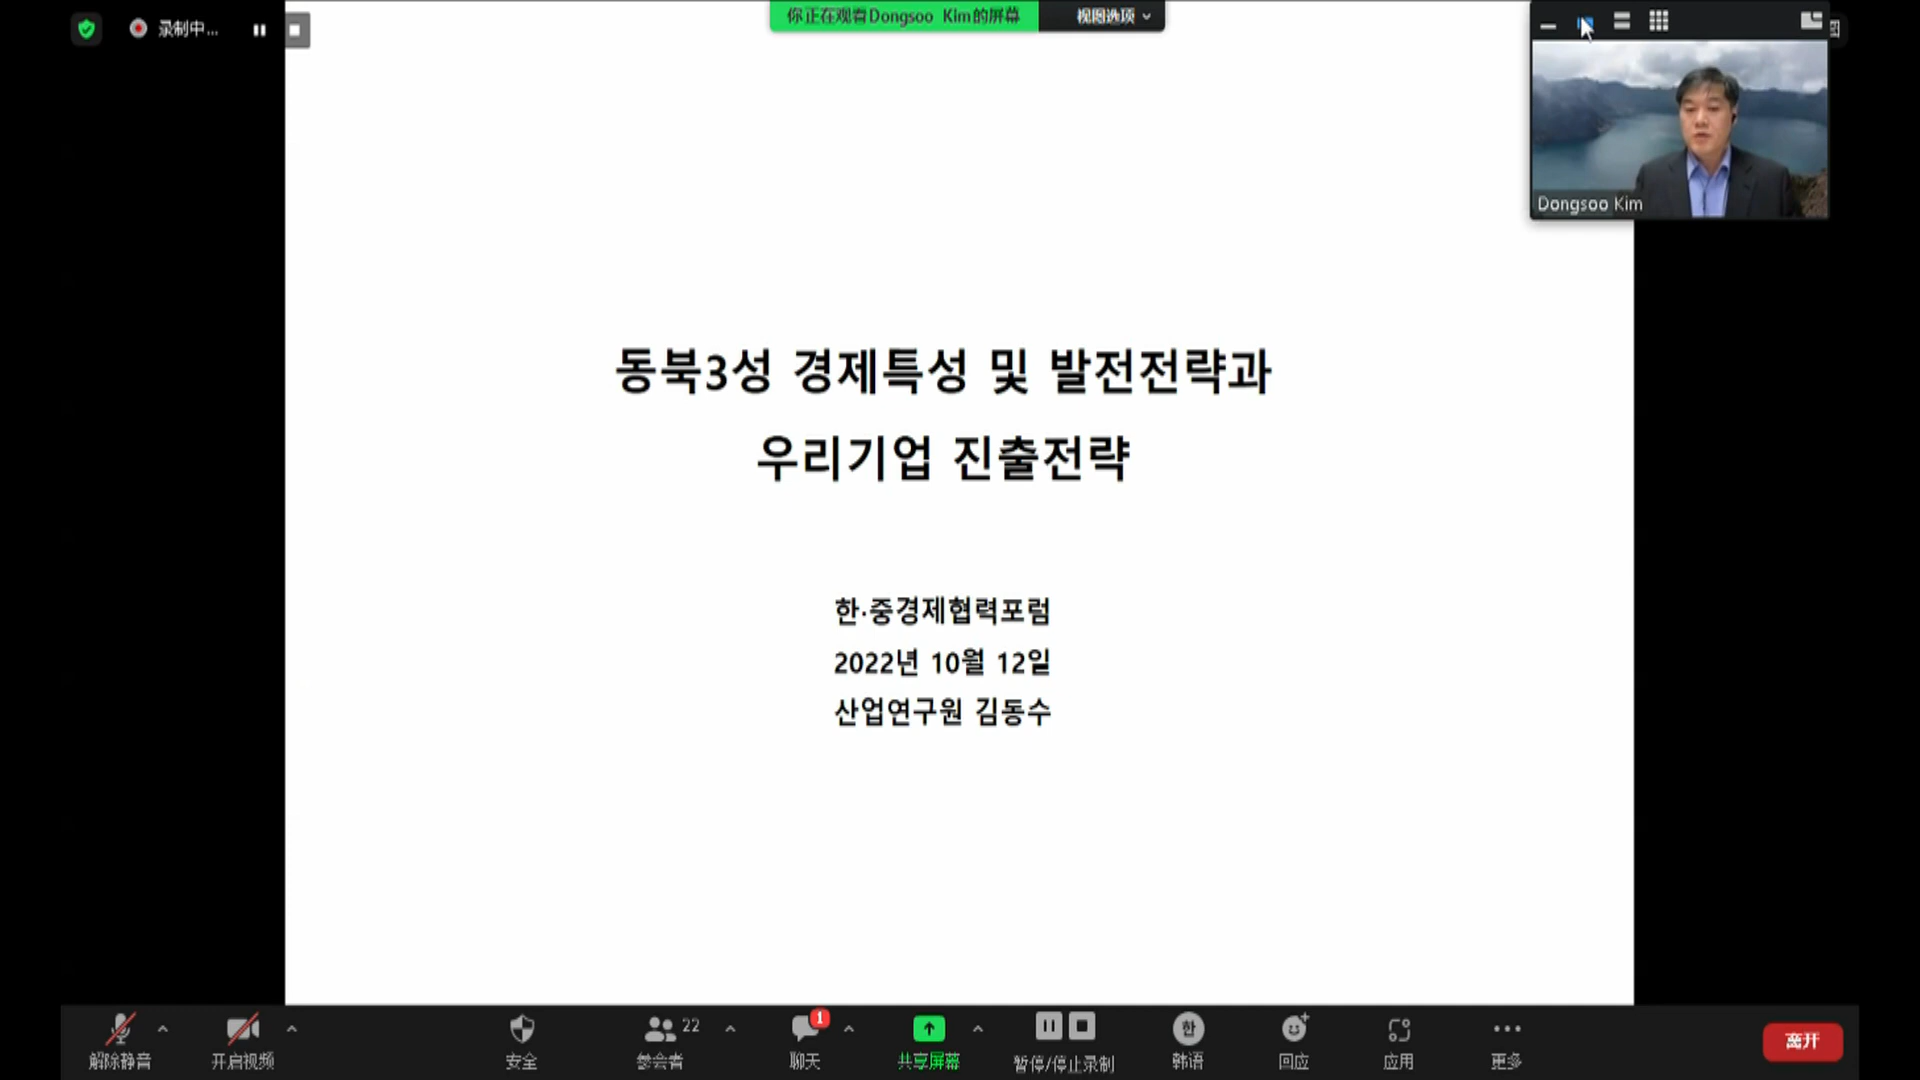 录制中...
你正在观看Dongsoo Kim的屏幕
视图选项
Dongsoo Kim
동북3성 경제특성 및 발전전략과
우리기업 진출전략
한·중경제협력포럼
2022년 10월 12일
산업연구원 김동수
解除静音
开启视频
安全
参会者
22
聊天
1
共享屏幕
暂停/停止录制
한
韩语
回应
应用
更多
离开